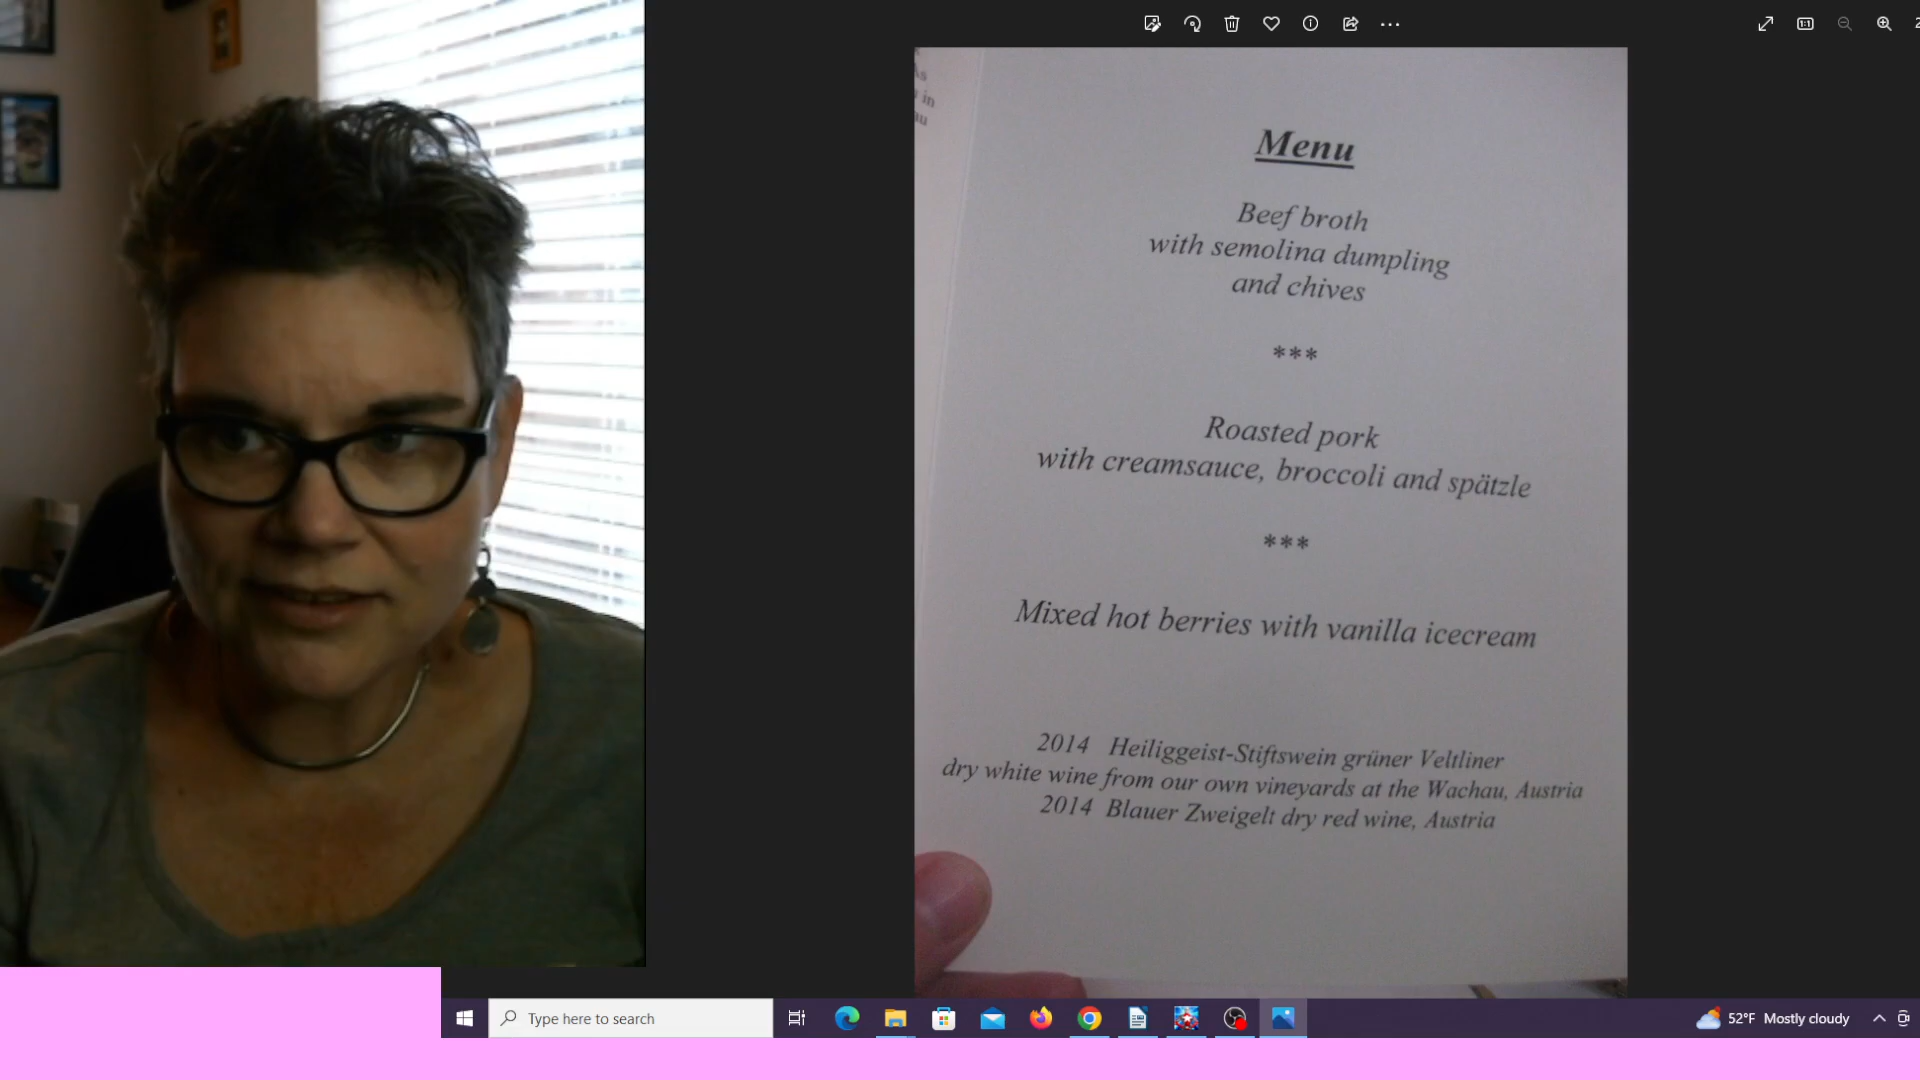 As
in
Menu
Beef broth
with semolina dumpling
and chives
***
Roasted pork
with creamsauce, broccoli and spätzle
***
Mixed hot berries with vanilla icecream
2014 Heiliggeist-Stiftswein grüner Veltliner
dry white wine from our own vineyards at the Wachau, Austria
2014 Blauer Zweigelt dry red wine, Austria
Type here to search
52°F Mostly cloudy